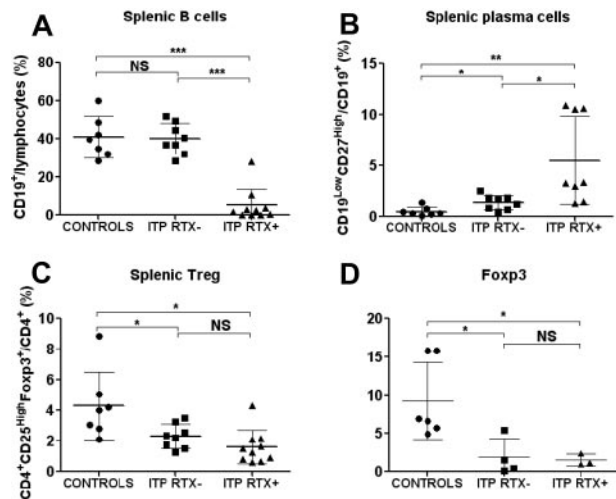 A
Splenic B cells
***
NS
***
CD19⁺/lymphocytes (%)
80
60
40
20
0
CONTROLS ITP RTX- ITP RTX+
B
Splenic plasma cells
**
*
*
CD19ᴸᵒʷCD27ᴴⁱᵍʰ/CD19⁺ (%)
15
10
5
0
CONTROLS ITP RTX- ITP RTX+
C
Splenic Treg
*
*
NS
CD4⁺CD25ᴴⁱᵍʰFoxp3⁺/CD4⁺ (%)
10
8
6
4
2
0
CONTROLS ITP RTX- ITP RTX+
D
Foxp3
*
*
NS
20
15
10
5
0
CONTROLS ITP RTX- ITP RTX+